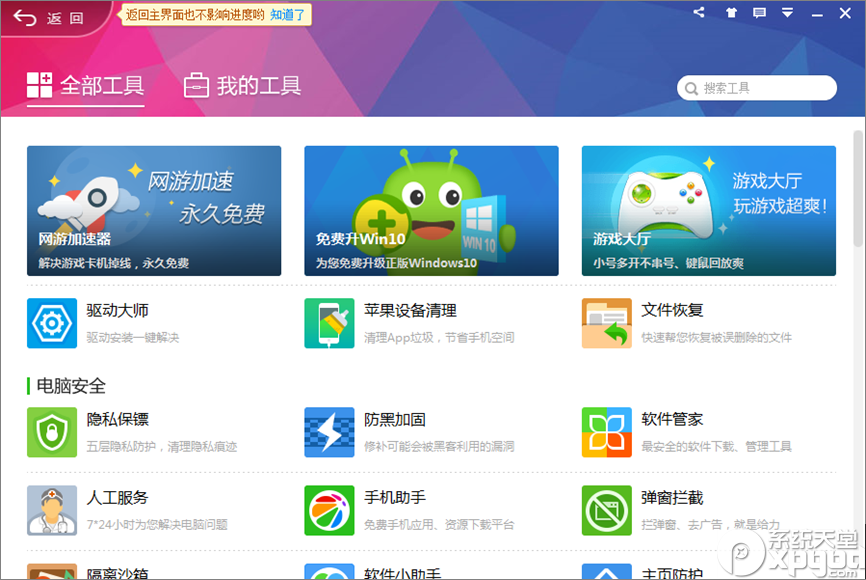 返回
返回主界面也不影响进度哟 知道了
全部工具
我的工具
搜索工具
网游加速
永久免费
网游加速器
解决游戏卡机掉线，永久免费
WIN 10
免费升Win10
为您免费升级正版Windows10
游戏大厅
玩游戏超爽！
游戏大厅
小号多开不串号、键鼠回放爽
驱动大师
驱动安装一键解决
苹果设备清理
清理App垃圾，节省手机空间
文件恢复
快速帮您恢复被误删除的文件
电脑安全
隐私保镖
五层隐私防护，清理隐私痕迹
防黑加固
修补可能会被黑客利用的漏洞
软件管家
最安全的软件下载、管理工具
人工服务
7*24小时为您解决电脑问题
手机助手
免费手机应用、资源下载平台
弹窗拦截
拦弹窗、去广告，就是给力
隔离沙箱
软件小助手
主页防护
系统天堂
xpgod
.com